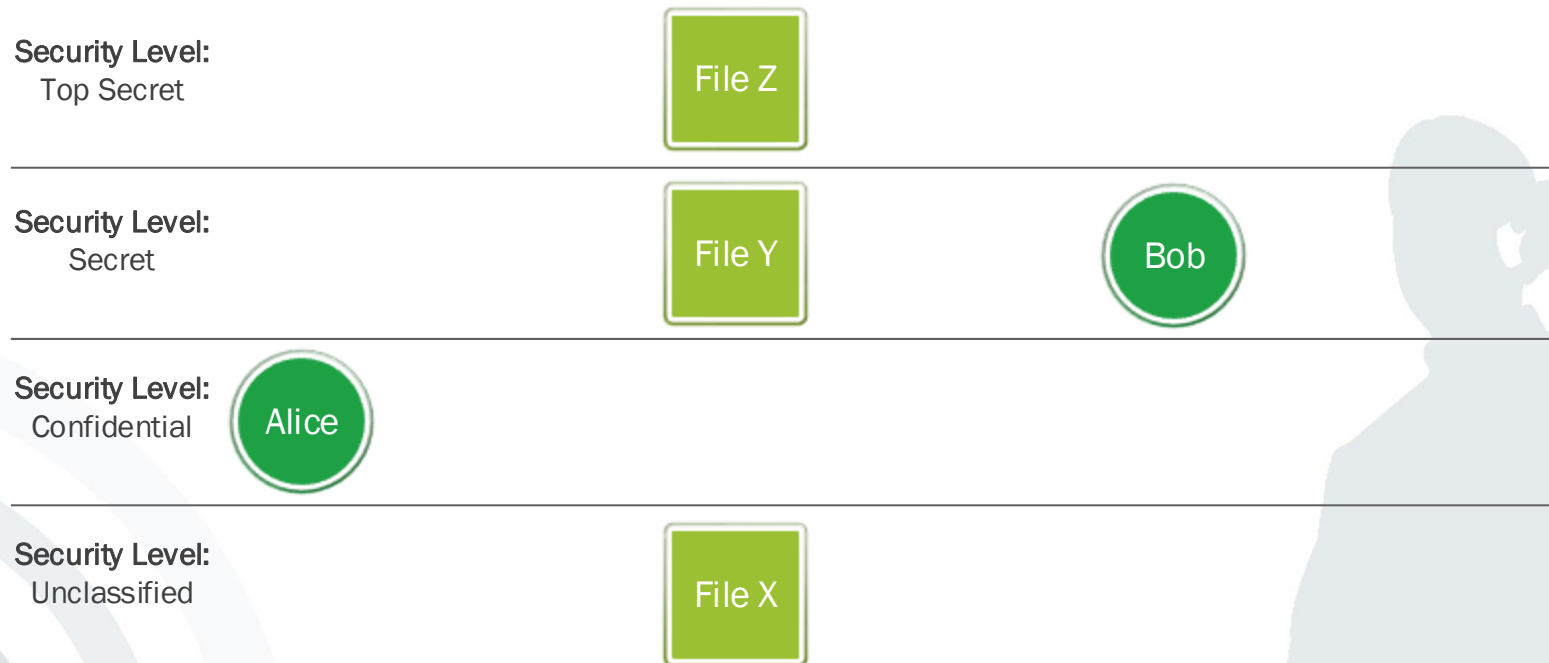 Security Level:
Top Secret
File Z
Security Level:
Secret
File Y
Bob
Security Level:
Confidential
Alice
Security Level:
Unclassified
File X